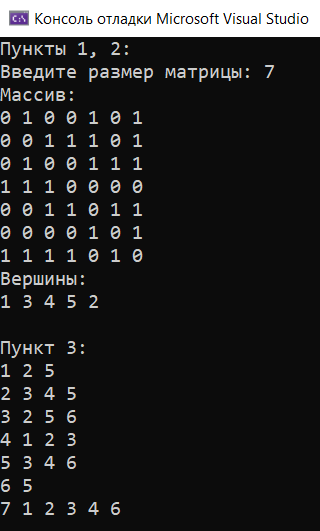 Консоль отладки Microsoft Visual Studio
Пункты 1, 2:
Введите размер матрицы: 7
Массив:
0 1 0 0 1 0 1
0 0 1 1 1 0 1
0 1 0 0 1 1 1
1 1 1 0 0 0 0
0 0 1 1 0 1 1
0 0 0 0 1 0 1
1 1 1 1 0 1 0
Вершины:
1 3 4 5 2
Пункт 3:
1 2 5
2 3 4 5
3 2 5 6
4 1 2 3
5 3 4 6
6 5
7 1 2 3 4 6